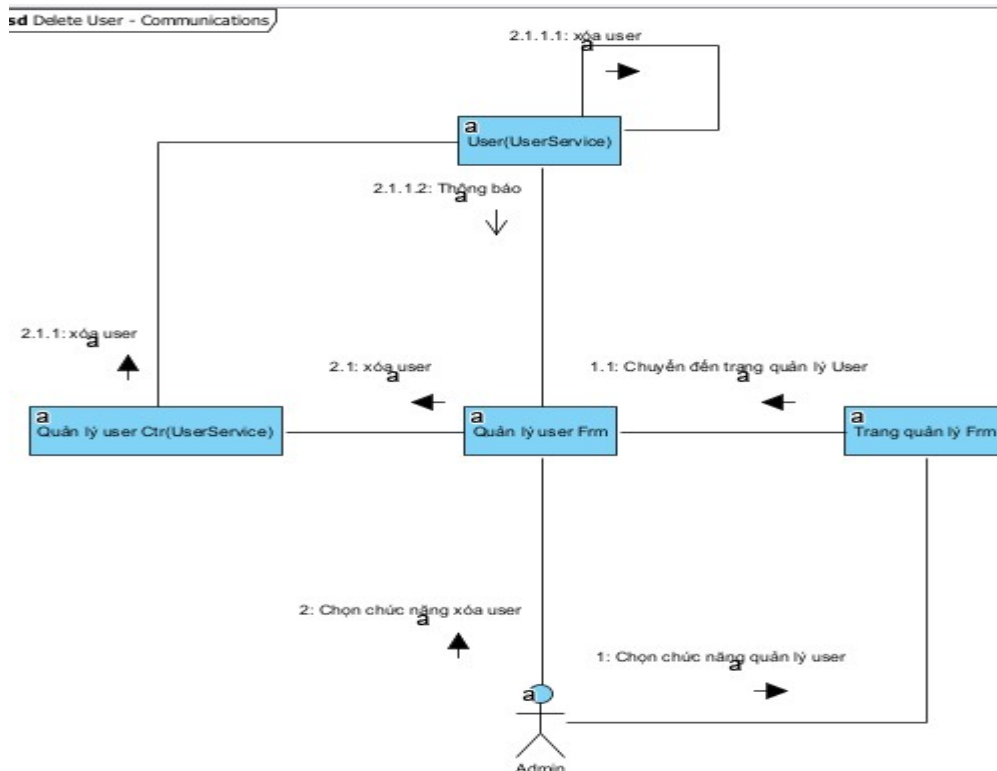 sd Delete User - Communications
2.1.1.1: xóa user
a
a
User(UserService)
2.1.1.2: Thông báo
a
2.1.1: xóa user
a
2.1: xóa user
a
1.1: Chuyển đến trang quản lý User
a
a
Quản lý user Ctr(UserService)
a
Quản lý user Frm
a
Trang quản lý Frm
2: Chọn chức năng xóa user
a
1: Chọn chức năng quản lý user
a
a
Admin